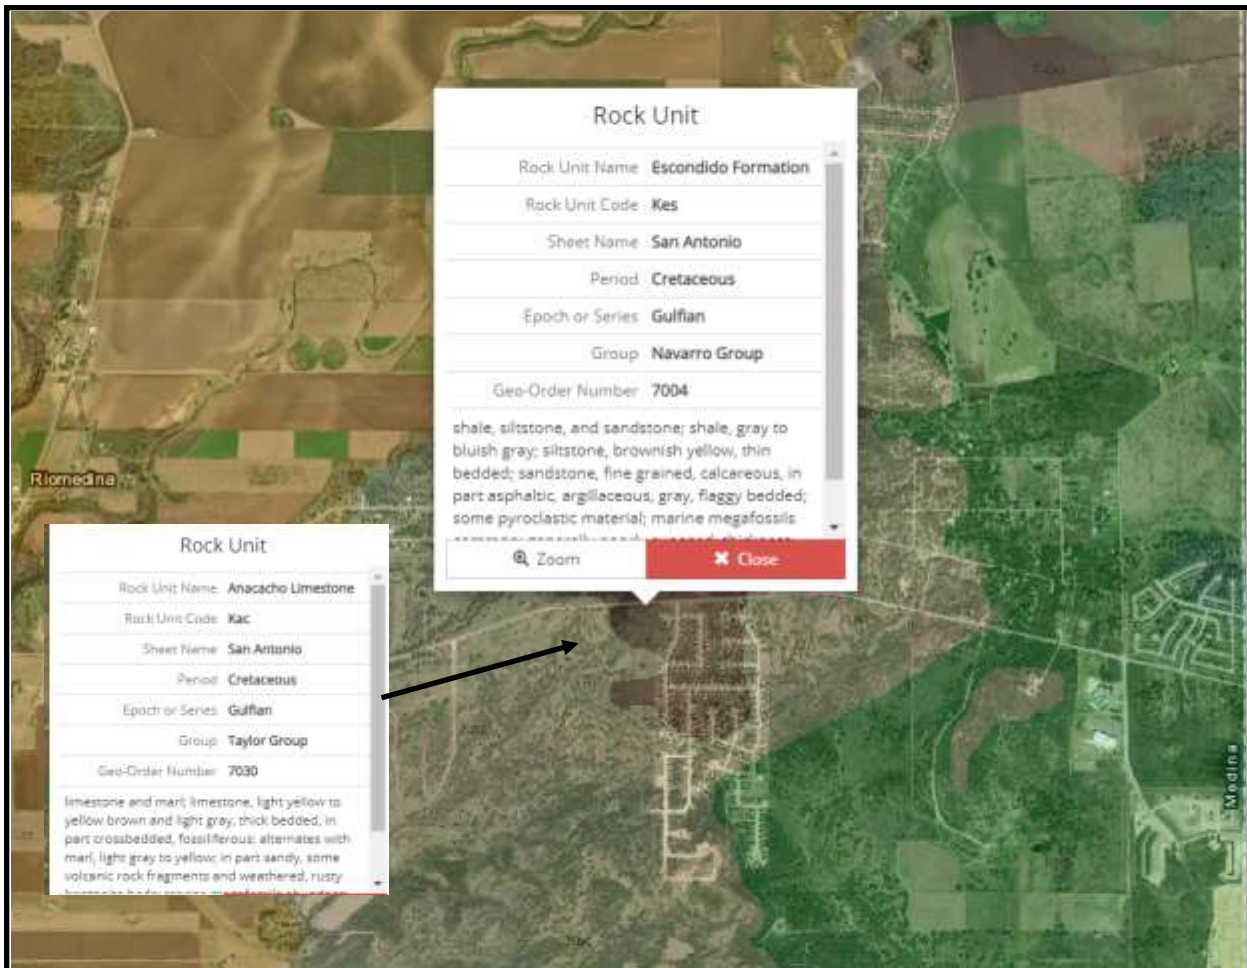 Rock Unit
Rock Unit Name Escondido Formation
Rock Unit Code Kes
Sheet Name San Antonio
Period Cretaceous
Epoch or Series Gulfian
Group Navarro Group
Geo-Order Number 7004
shale, siltstone, and sandstone; shale, gray to
bluish gray; siltstone, brownish yellow, thin
bedded; sandstone, fine grained, calcareous, in
part asphaltic, argillaceous, gray, flaggy bedded;
some pyroclastic material; marine megafossils
Zoom
Close
Riomedina
Rock Unit
Rock Unit Name Anacacho Limestone
Rock Unit Code Kac
Sheet Name San Antonio
Period Cretaceous
Epoch or Series Gulfian
Group Taylor Group
Geo-Order Number 7030
limestone and marl; limestone, light yellow to
yellow brown and light gray, thick bedded, in
part crossbedded, fossiliferous; alternates with
marl, light gray to yellow; in part sandy, some
volcanic rock fragments and weathered, rusty
Medina